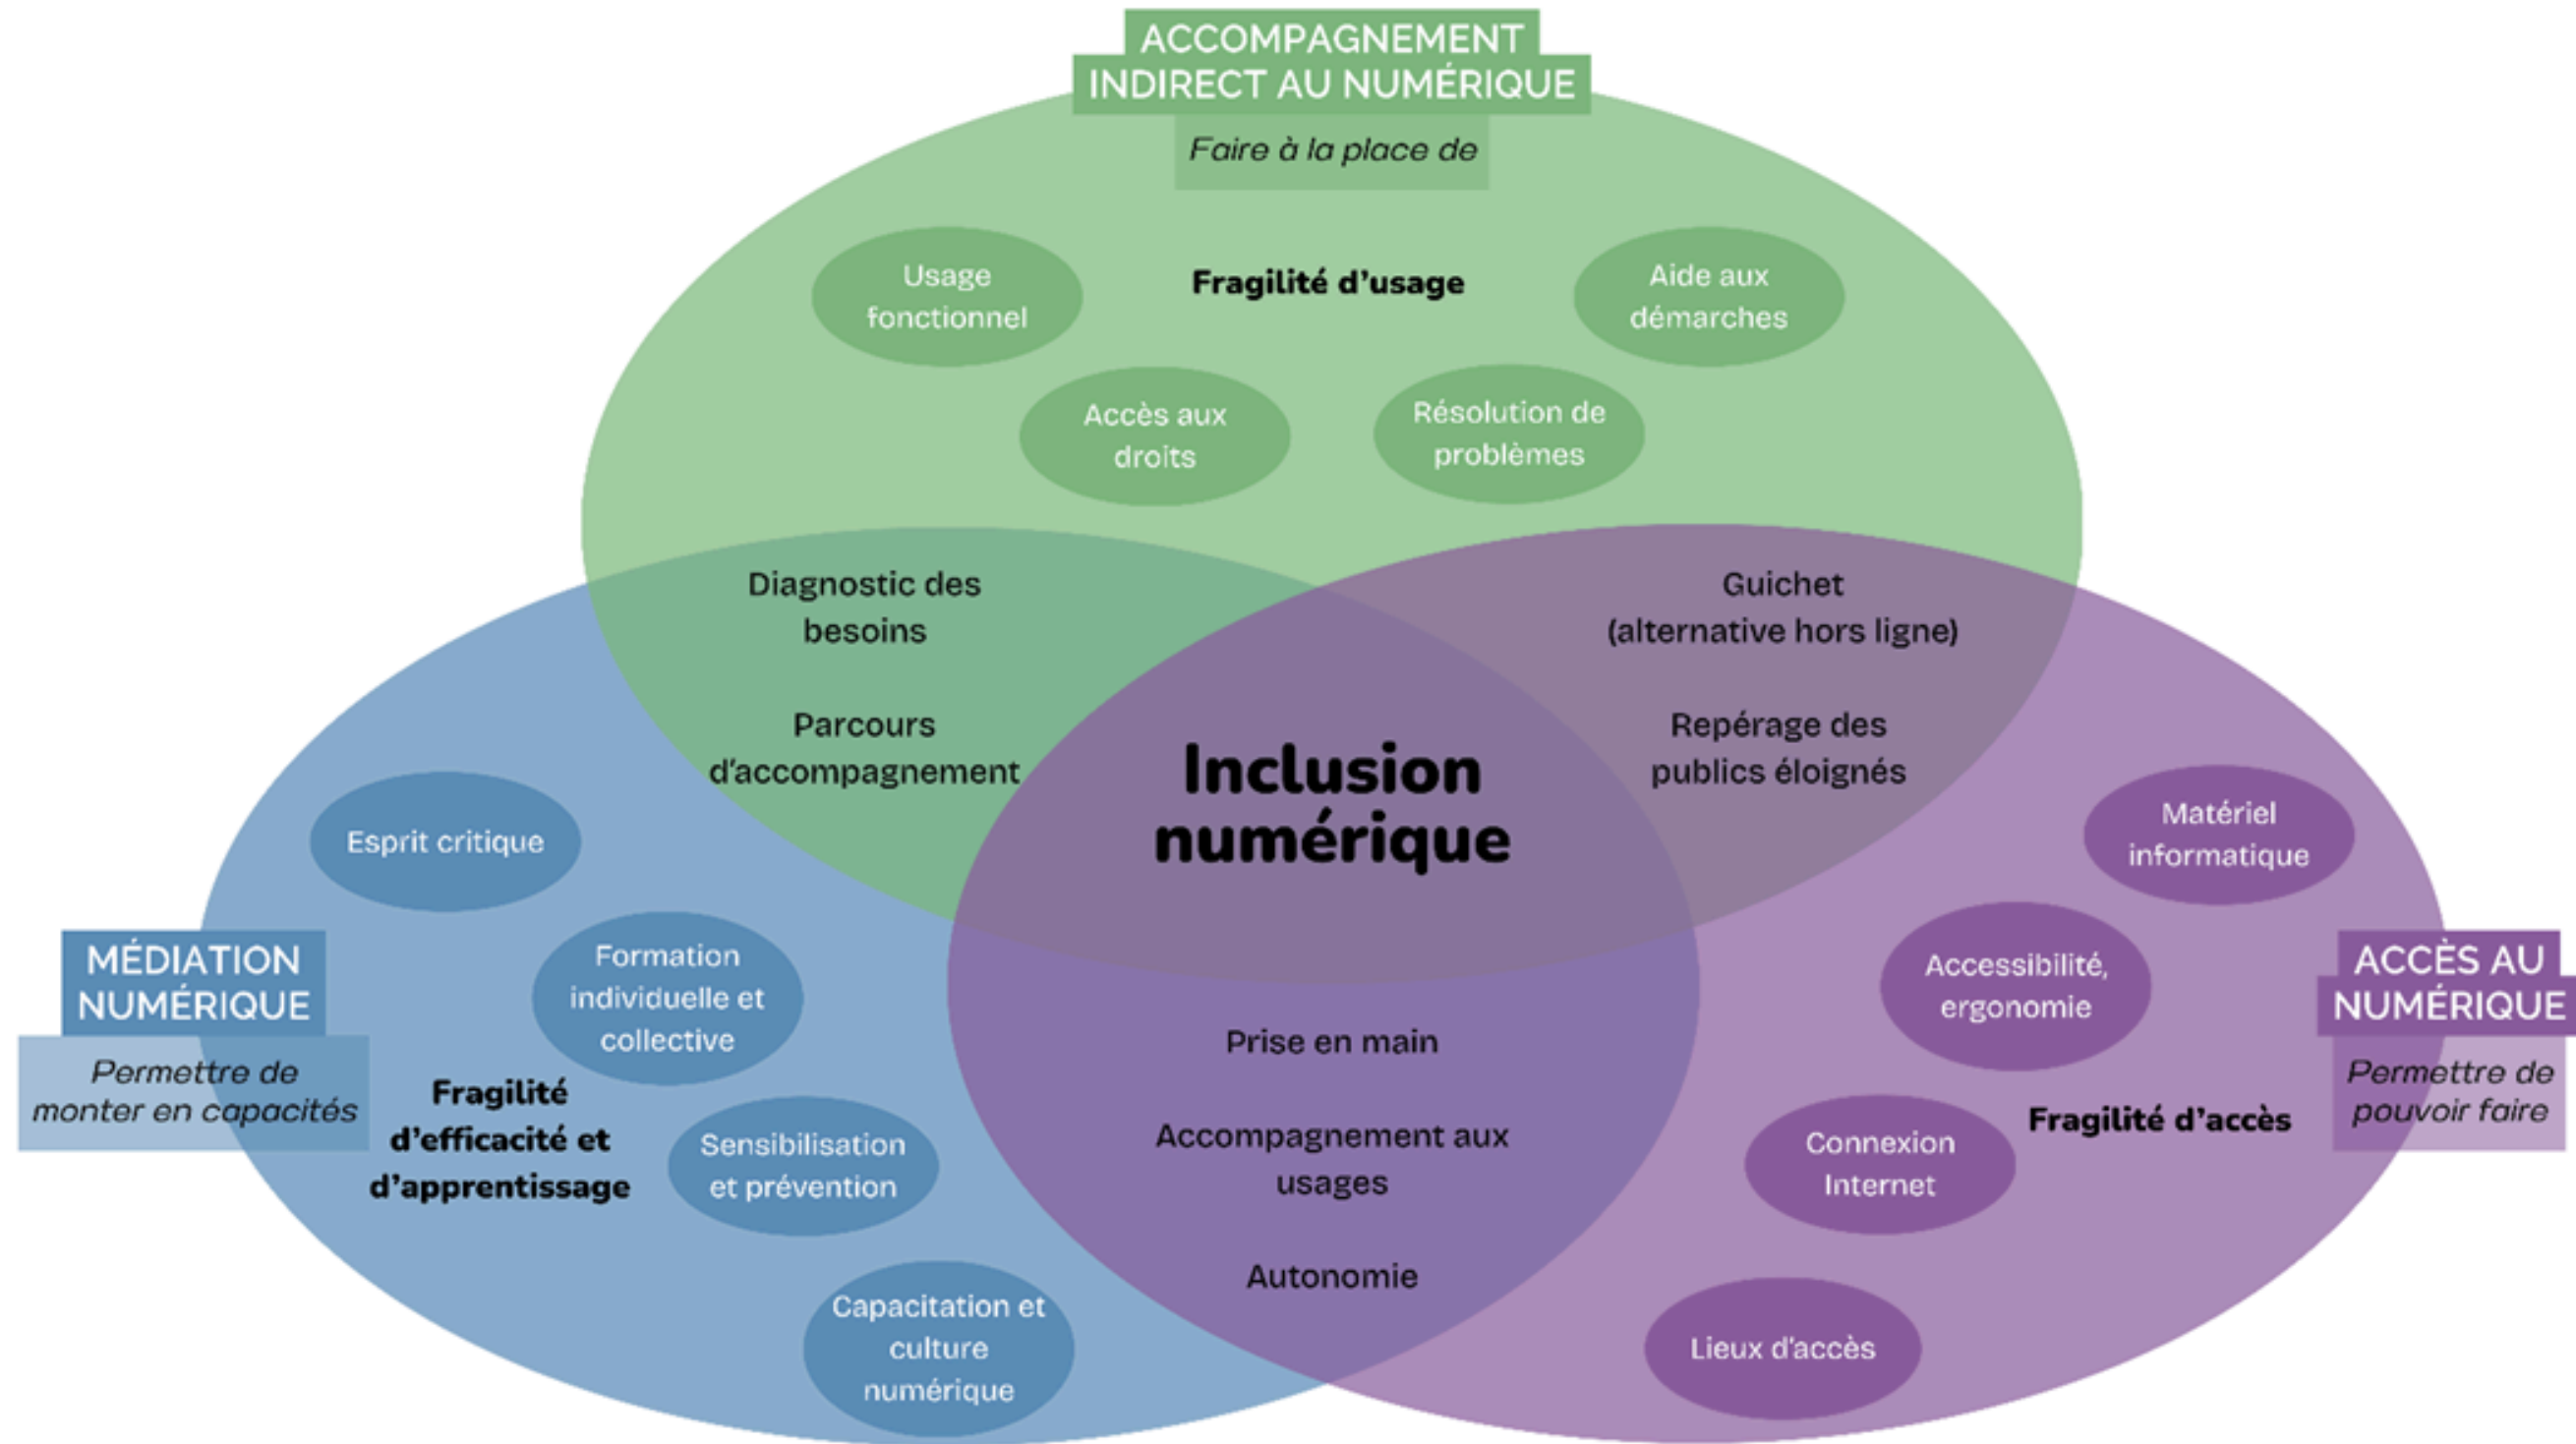 ACCOMPAGNEMENT
INDIRECT AU NUMÉRIQUE
Faire à la place de
Usage
fonctionnel
Fragilité d'usage
Aide aux
démarches
Accès aux
droits
Résolution de
problèmes
Diagnostic des
besoins
Parcours
d'accompagnement
Guichet
(alternative hors ligne)
Repérage des
publics éloignés
Inclusion
numérique
Esprit critique
MÉDIATION
NUMÉRIQUE
Permettre de
monter en capacités
Formation
individuelle et
collective
Fragilité
d'efficacité et
d'apprentissage
Sensibilisation
et prévention
Capacitation et
culture
numérique
Prise en main
Accompagnement aux
usages
Autonomie
Matériel
informatique
Accessibilité,
ergonomie
ACCÈS AU
NUMÉRIQUE
Permettre de
pouvoir faire
Connexion
Internet
Fragilité d'accès
Lieux d'accès